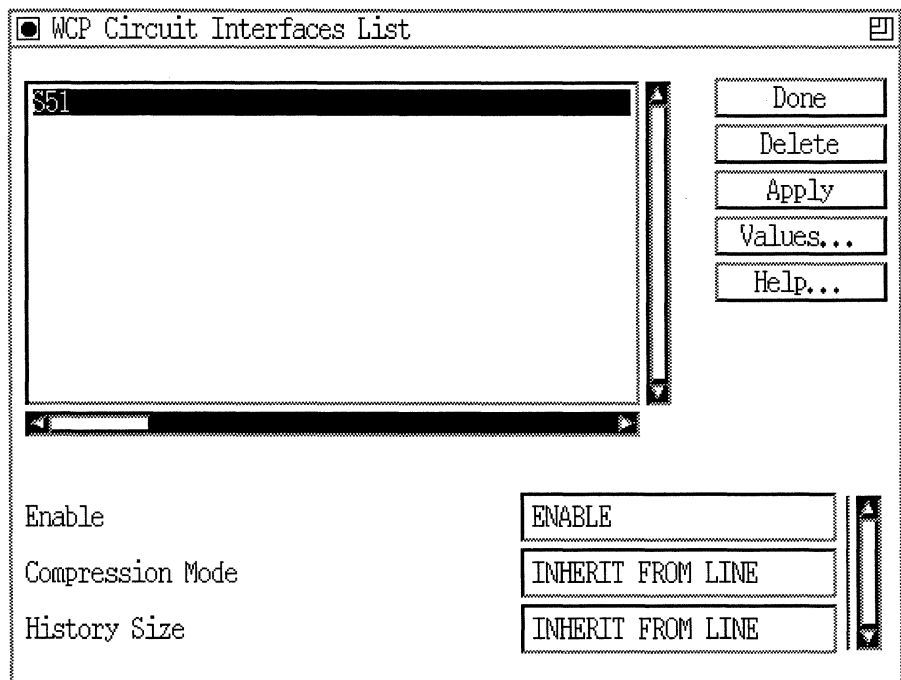 WCP Circuit Interfaces List
S51
Done
Delete
Apply
Values...
Help...
Enable
ENABLE
Compression Mode
INHERIT FROM LINE
History Size
INHERIT FROM LINE